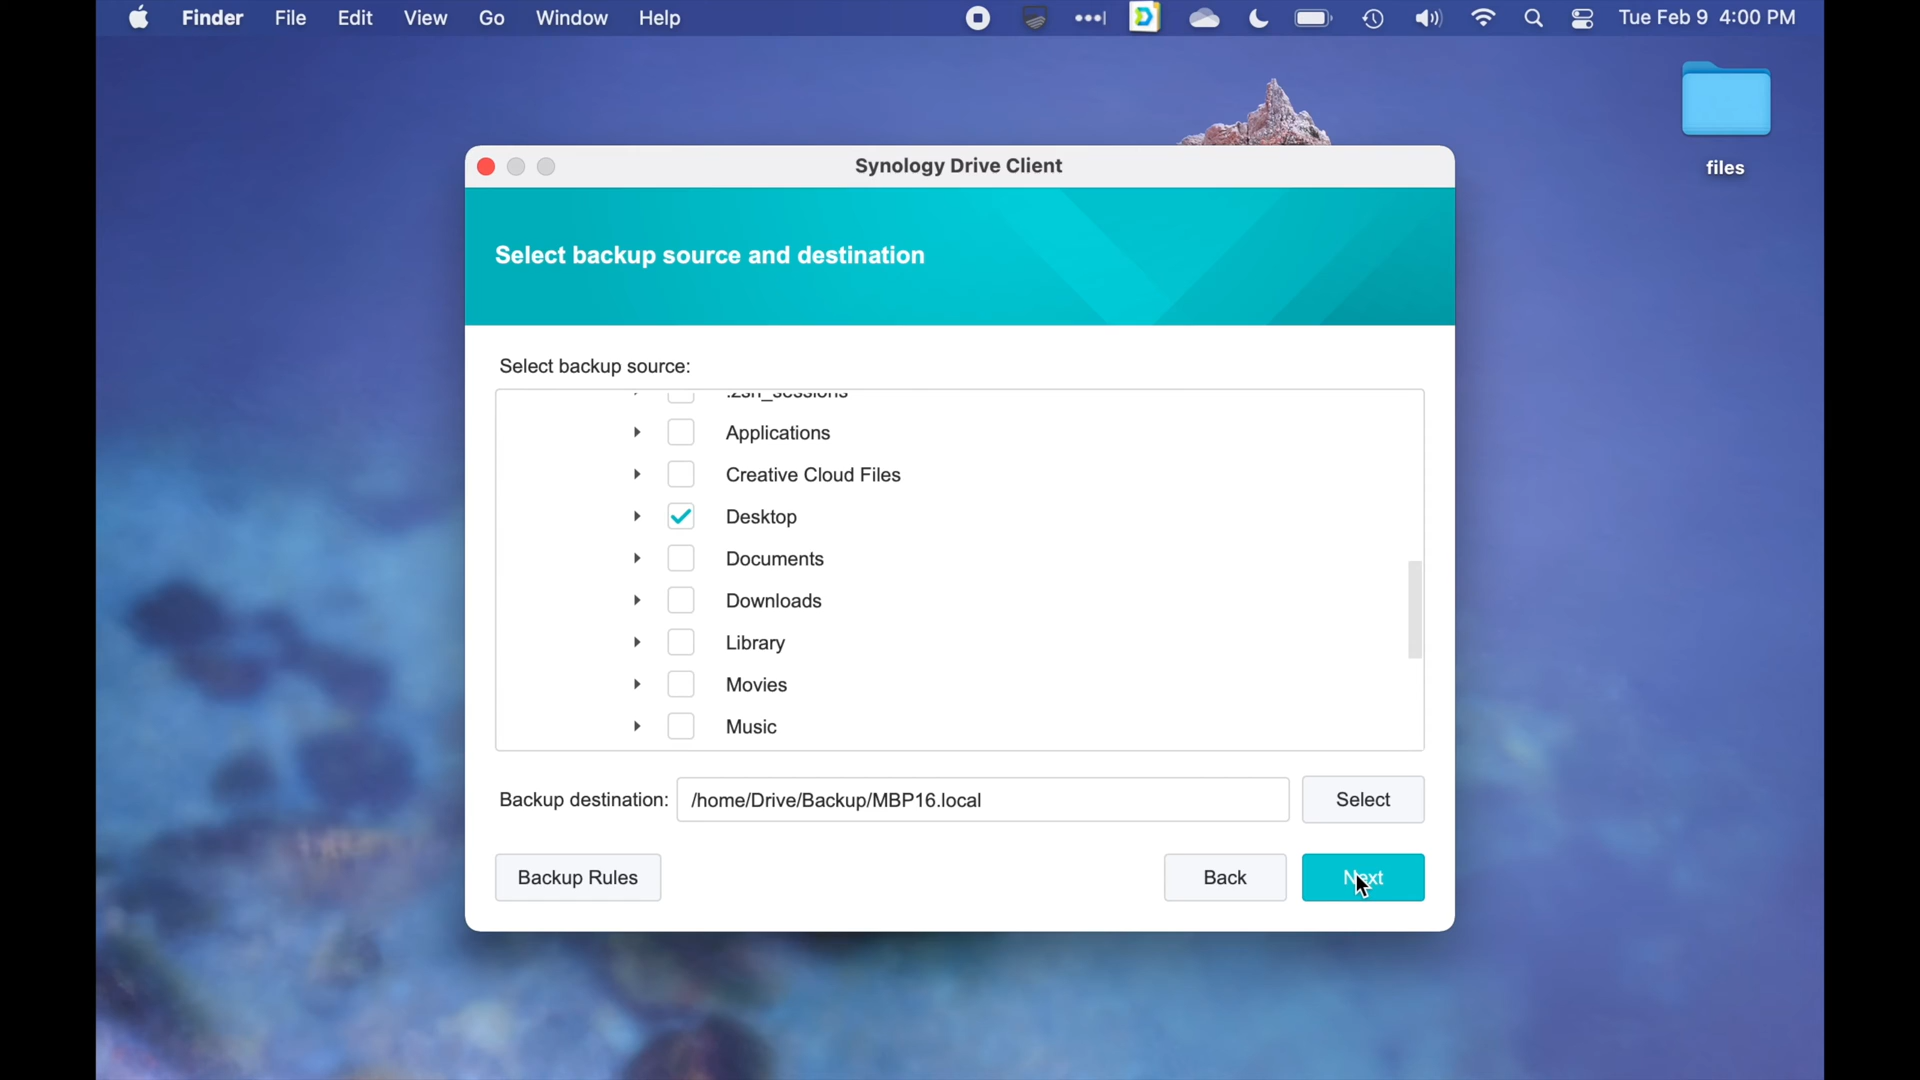 Finder File Edit View Go Window Help Tue Feb 9 4:00 PM
files
Synology Drive Client
Select backup source and destination
Select backup source:
.zsh_sessions
Applications
Creative Cloud Files
Desktop
Documents
Downloads
Library
Movies
Music
Backup destination: /home/Drive/Backup/MBP16.local Select
Backup Rules Back Next